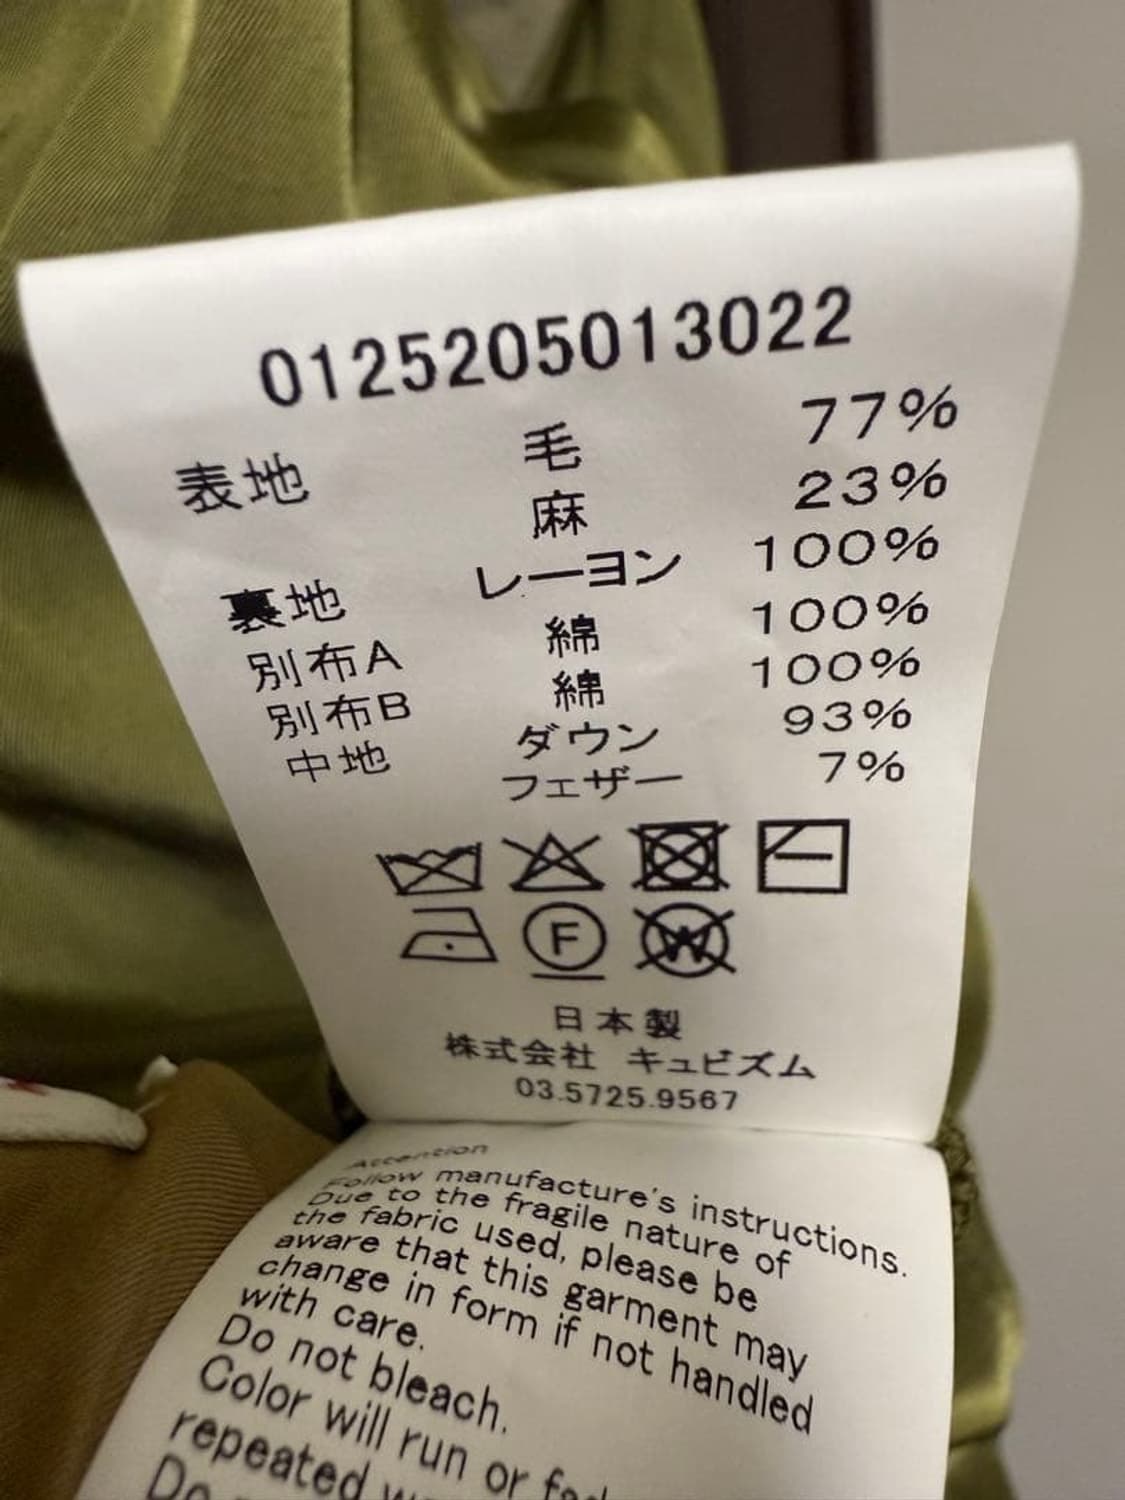 0125205013022
表地 毛 77%
麻 23%
裏地 レーヨン 100%
別布A 綿 100%
別布B 綿 100%
中地 ダウン 93%
フェザー 7%
F
W
日本製
株式会社 キュビズム
03.5725.9567
Attention
Follow manufacture's instructions.
Due to the fragile nature of
the fabric used, please be
aware that this garment may
change in form if not handled
with care.
Do not bleach.
Color will run or
repeated
Do